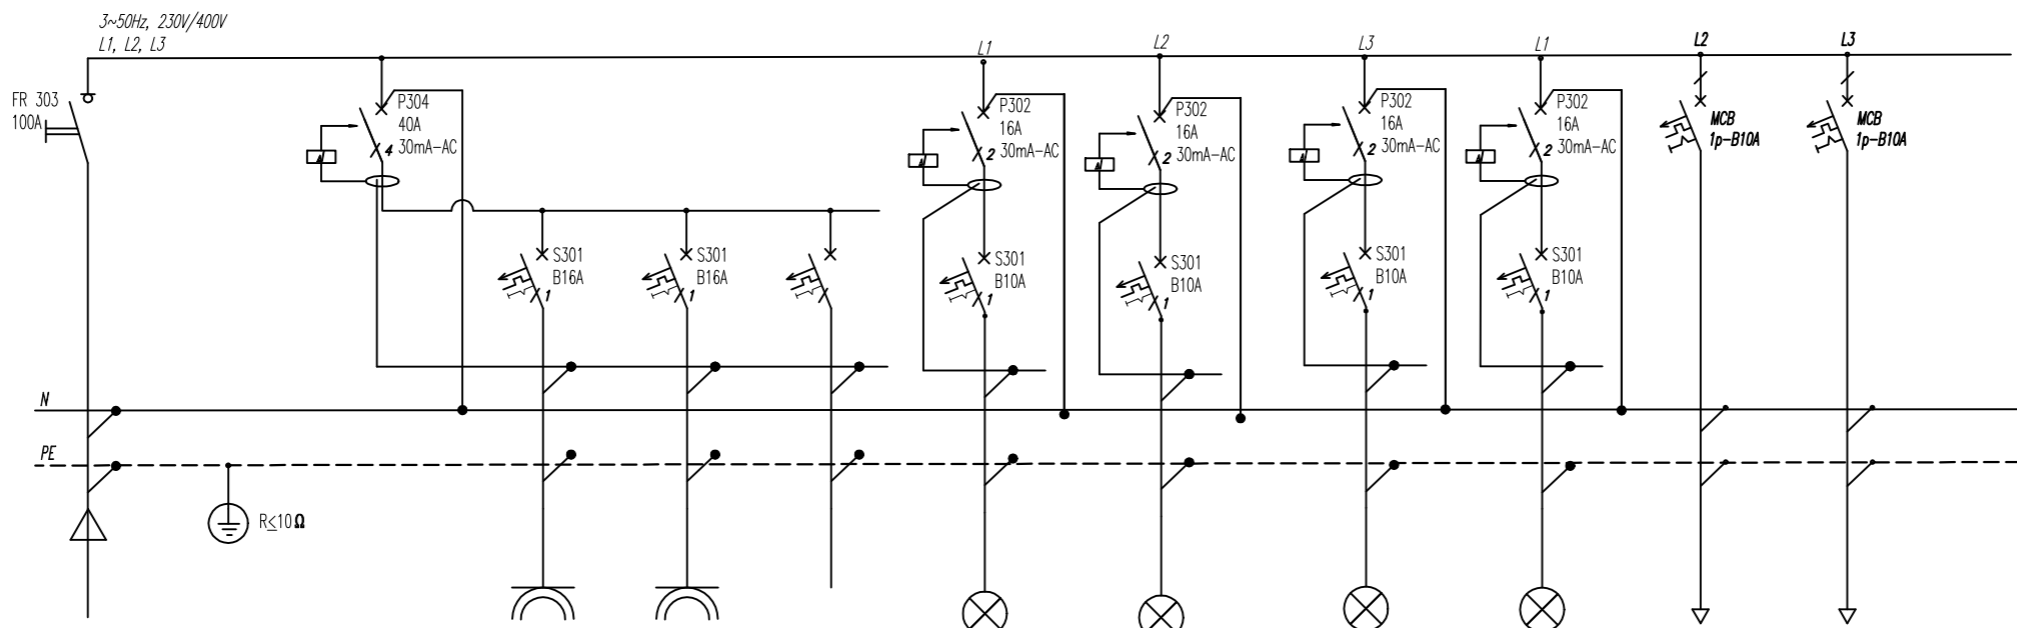 3~50Hz, 230V/400V
L1, L2, L3
L1
L2
L3
L1
L2
L3
FR 303
100A
P304
40A
30mA-AC
4
P302
16A
30mA-AC
2
P302
16A
30mA-AC
2
P302
16A
30mA-AC
2
P302
16A
30mA-AC
2
MCB
1p-B10A
MCB
1p-B10A
S301
B16A
1
S301
B16A
1
S301
B10A
1
S301
B10A
1
S301
B10A
1
S301
B10A
1
N
PE
R≤10Ω